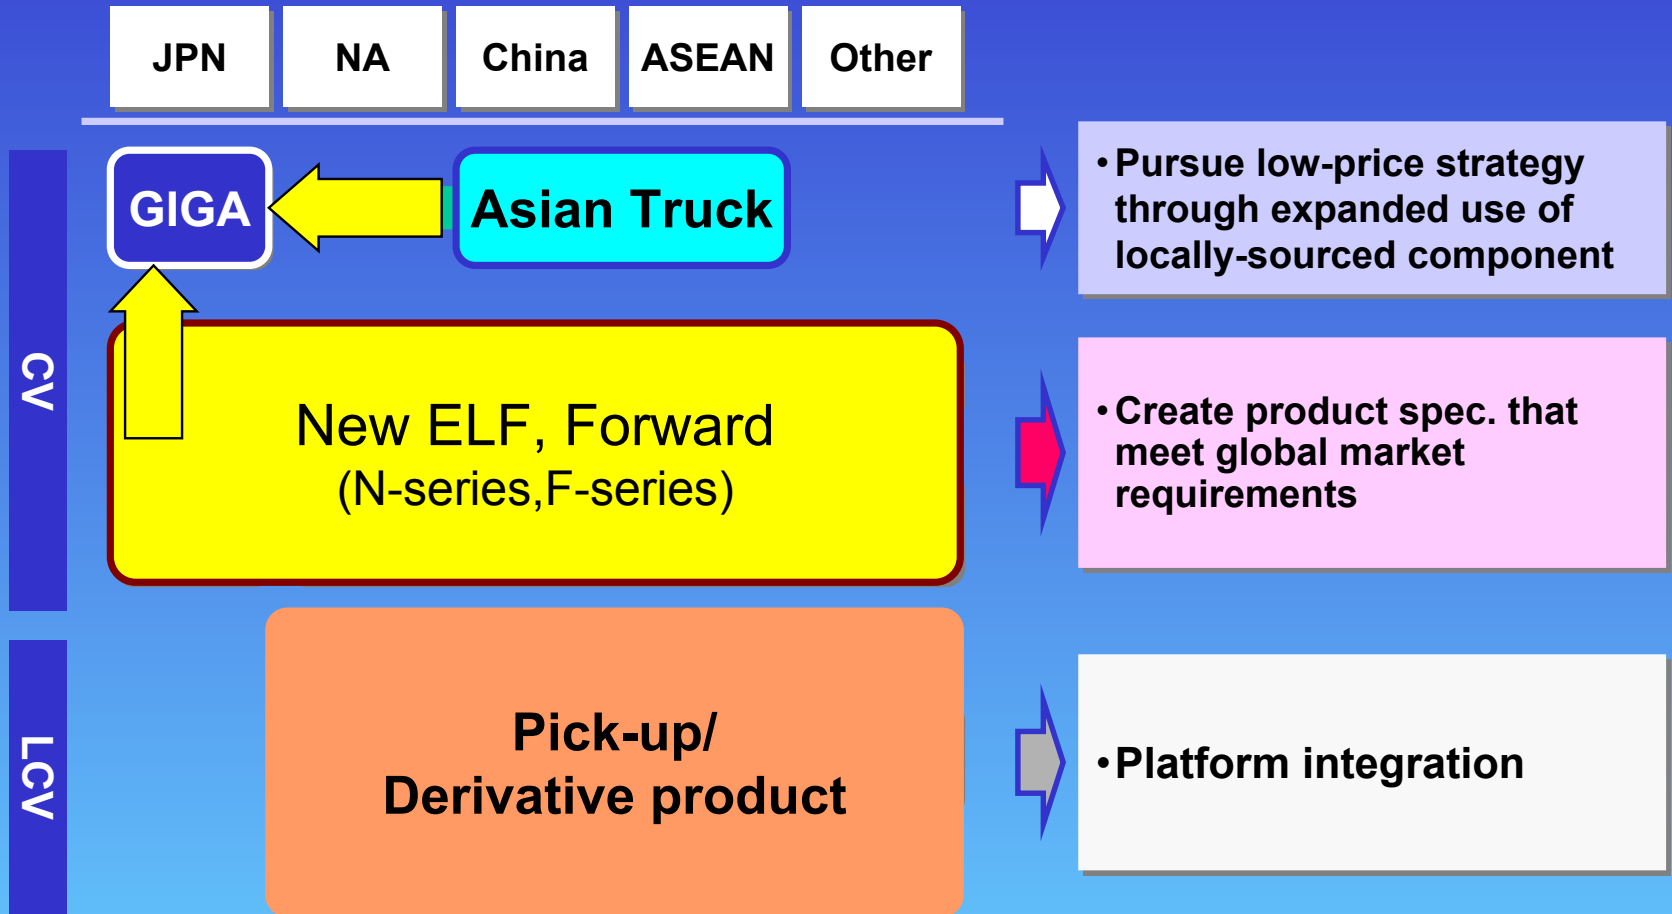 JPN NA China ASEAN Other
CV
GIGA
Asian Truck
•Pursue low-price strategy
through expanded use of
locally-sourced component
New ELF, Forward
(N-series,F-series)
•Create product spec. that
meet global market
requirements
LCV
Pick-up/
Derivative product
•Platform integration